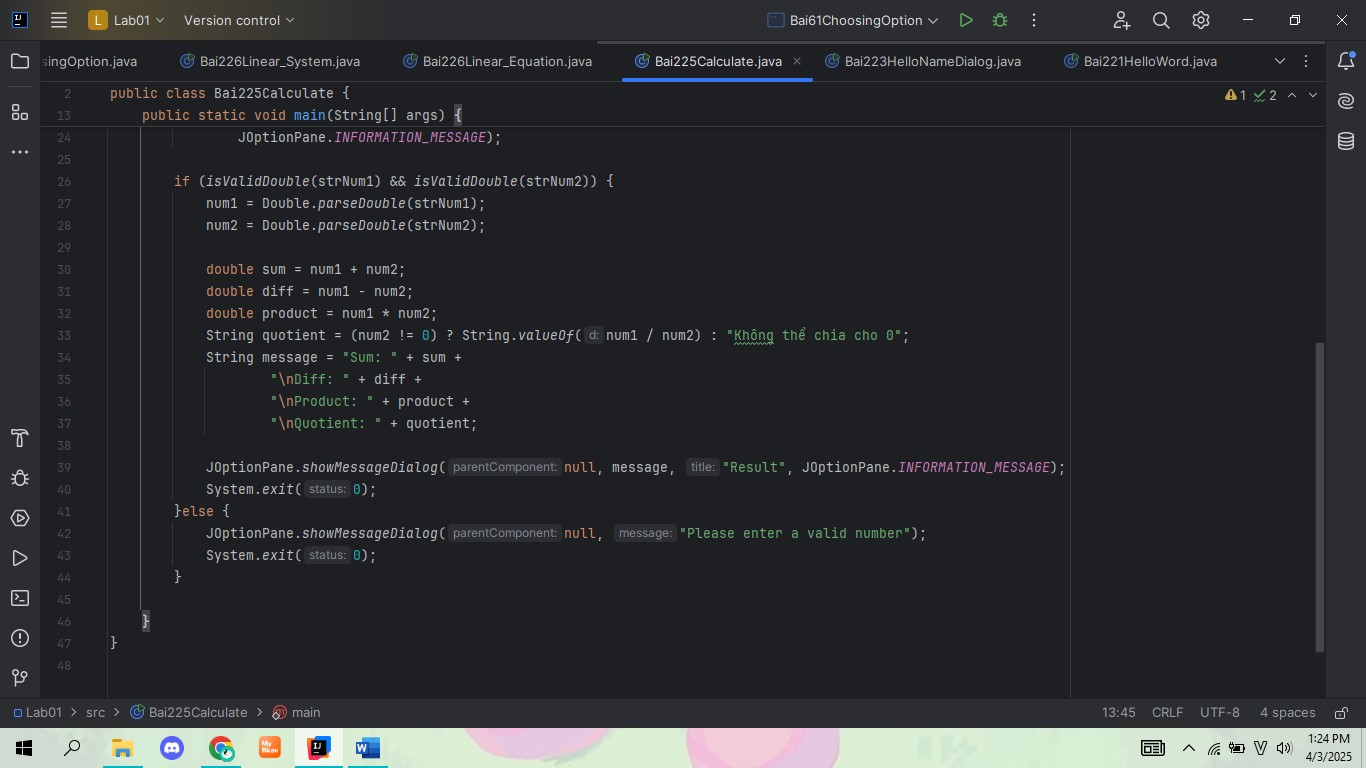 Lab01 Version control Bai61ChoosingOption
singOption.java Bai226Linear_System.java Bai226Linear_Equation.java Bai225Calculate.java Bai223HelloNameDialog.java Bai221HelloWord.java
2 public class Bai225Calculate { 1 2
13 public static void main(String[] args) {
24 JOptionPane.INFORMATION_MESSAGE);
25
26 if (isValidDouble(strNum1) && isValidDouble(strNum2)) {
27 num1 = Double.parseDouble(strNum1);
28 num2 = Double.parseDouble(strNum2);
29
30 double sum = num1 + num2;
31 double diff = num1 - num2;
32 double product = num1 * num2;
33 String quotient = (num2 != 0) ? String.valueOf( d: num1 / num2) : "Không thể chia cho 0";
34 String message = "Sum: " + sum +
35 "\nDiff: " + diff +
36 "\nProduct: " + product +
37 "\nQuotient: " + quotient;
38
39 JOptionPane.showMessageDialog( parentComponent: null, message, title: "Result", JOptionPane.INFORMATION_MESSAGE);
40 System.exit( status: 0);
41 }else {
42 JOptionPane.showMessageDialog( parentComponent: null, message: "Please enter a valid number");
43 System.exit( status: 0);
44 }
45
46 }
47 }
48
Lab01 > src > Bai225Calculate > main 13:45 CRLF UTF-8 4 spaces
1:24 PM
4/3/2025